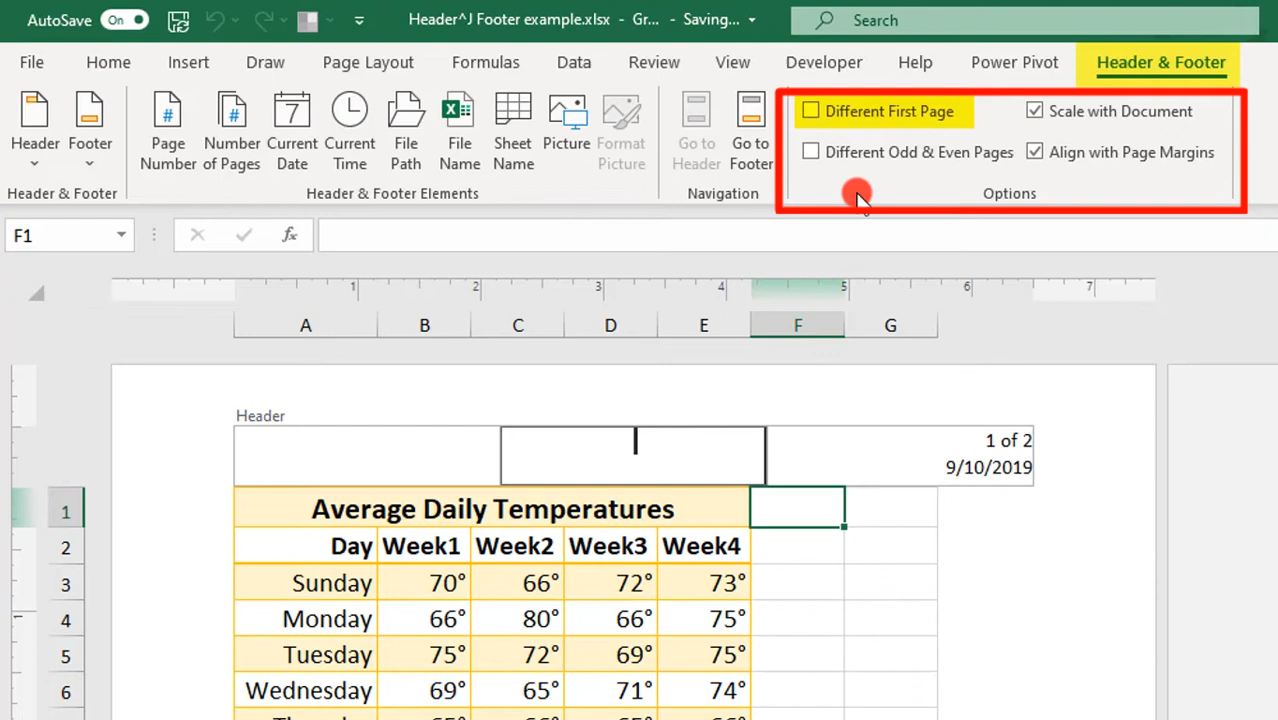 AutoSave On Header^J Footer example.xlsx - Gr... - Saving... Search
File Home Insert Draw Page Layout Formulas Data Review View Developer Help Power Pivot Header & Footer
Header Footer Page Number Number of Pages Current Date Current Time File Path File Name Sheet Name Picture Format Picture Go to Header Go to Footer
Different First Page Scale with Document
Different Odd & Even Pages Align with Page Margins
Header & Footer Header & Footer Elements Navigation Options
F1 fx
1 2 3 4 5 6 7
A B C D E F G
Header
1 of 2
9/10/2019
1 Average Daily Temperatures
2 Day Week1 Week2 Week3 Week4
3 Sunday 70° 66° 72° 73°
4 Monday 66° 80° 66° 75°
5 Tuesday 75° 72° 69° 75°
6 Wednesday 69° 65° 71° 74°